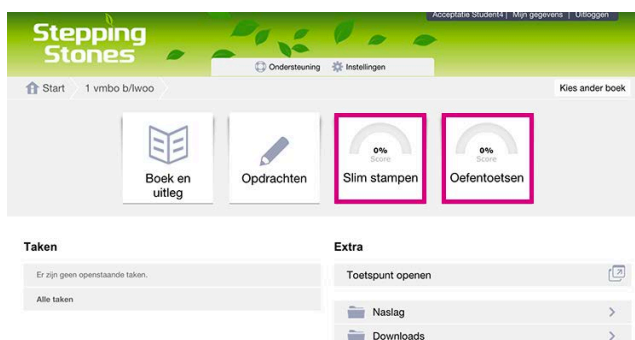 Acceptatie Student4 | Mijn gegevens | Uitloggen
Stepping
Stones
Ondersteuning Instellingen
Start 1 vmbo b/lwoo Kies ander boek
0% 0%
Score Score
Boek en Opdrachten Slim stampen Oefentoetsen
uitleg
Taken Extra
Er zijn geen openstaande taken. Toetspunt openen
Alle taken
Naslag
Downloads